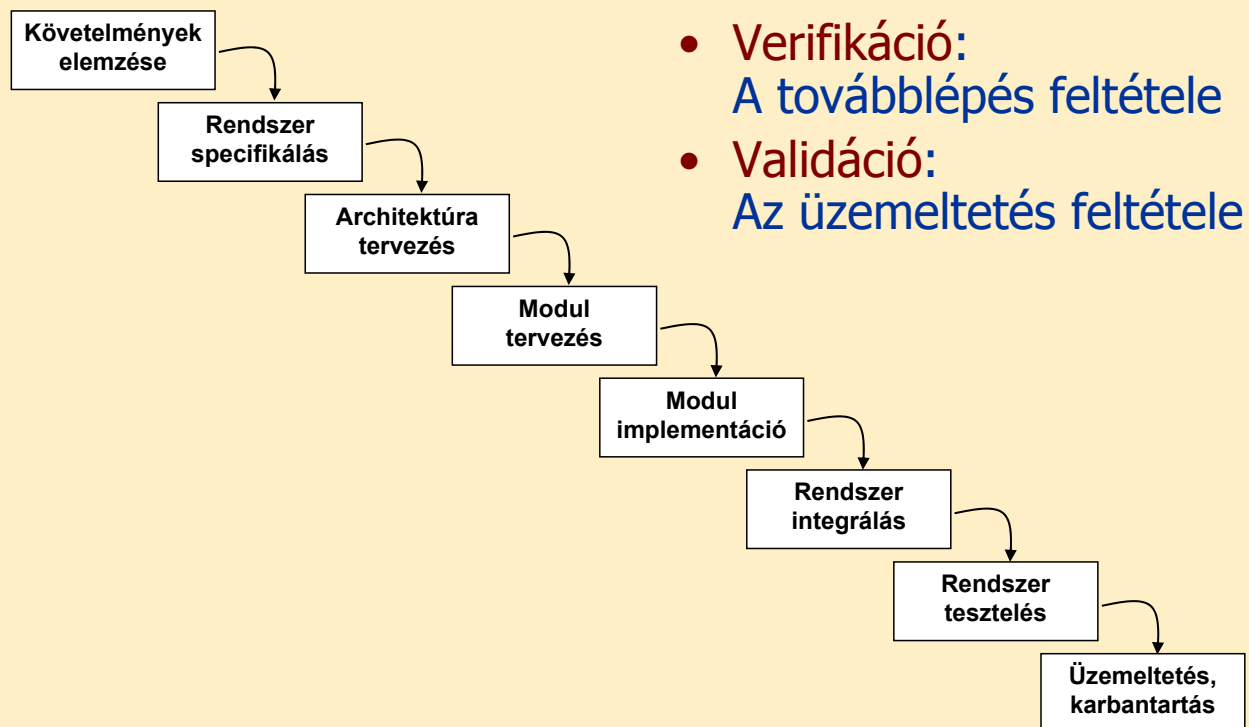 Követelmények
elemzése
Rendszer
specifikálás
Architektúra
tervezés
Modul
tervezés
Modul
implementáció
Rendszer
integrálás
Rendszer
tesztelés
Üzemeltetés,
karbantartás
• Verifikáció:
A továbblépés feltétele
• Validáció:
Az üzemeltetés feltétele